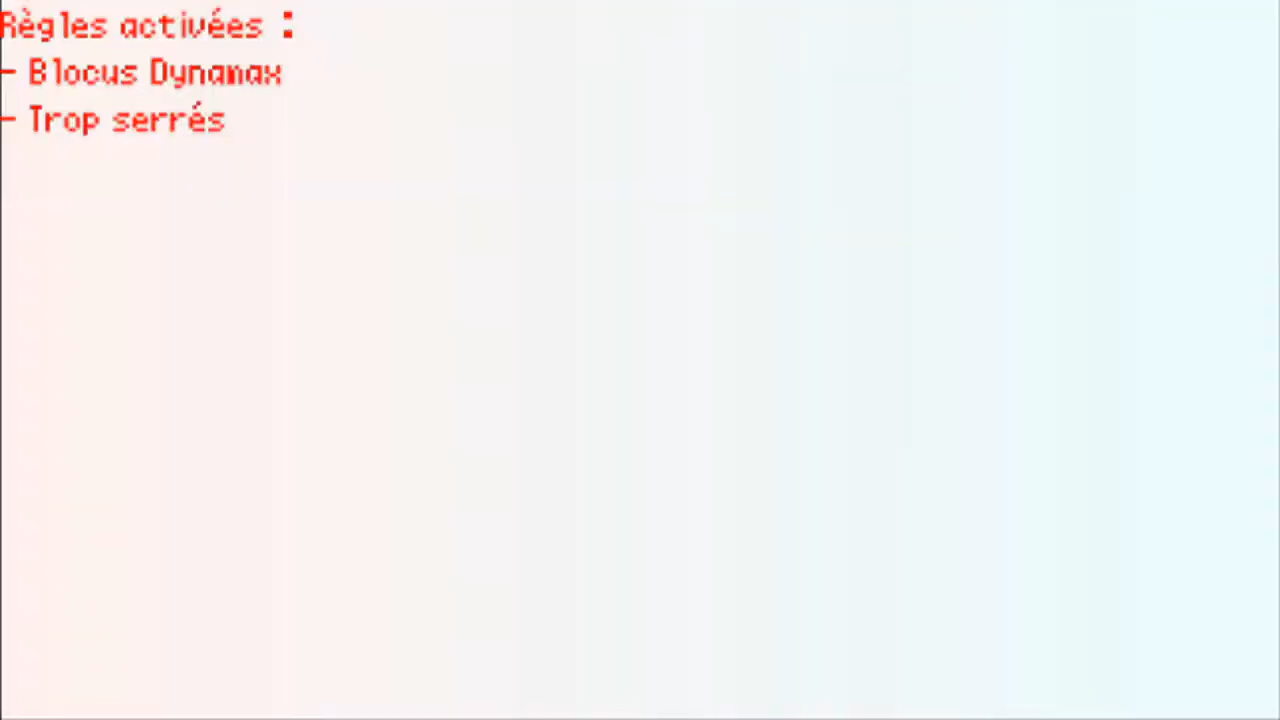 Règles activées :
- Blocus Dynamax
- Trop serrés